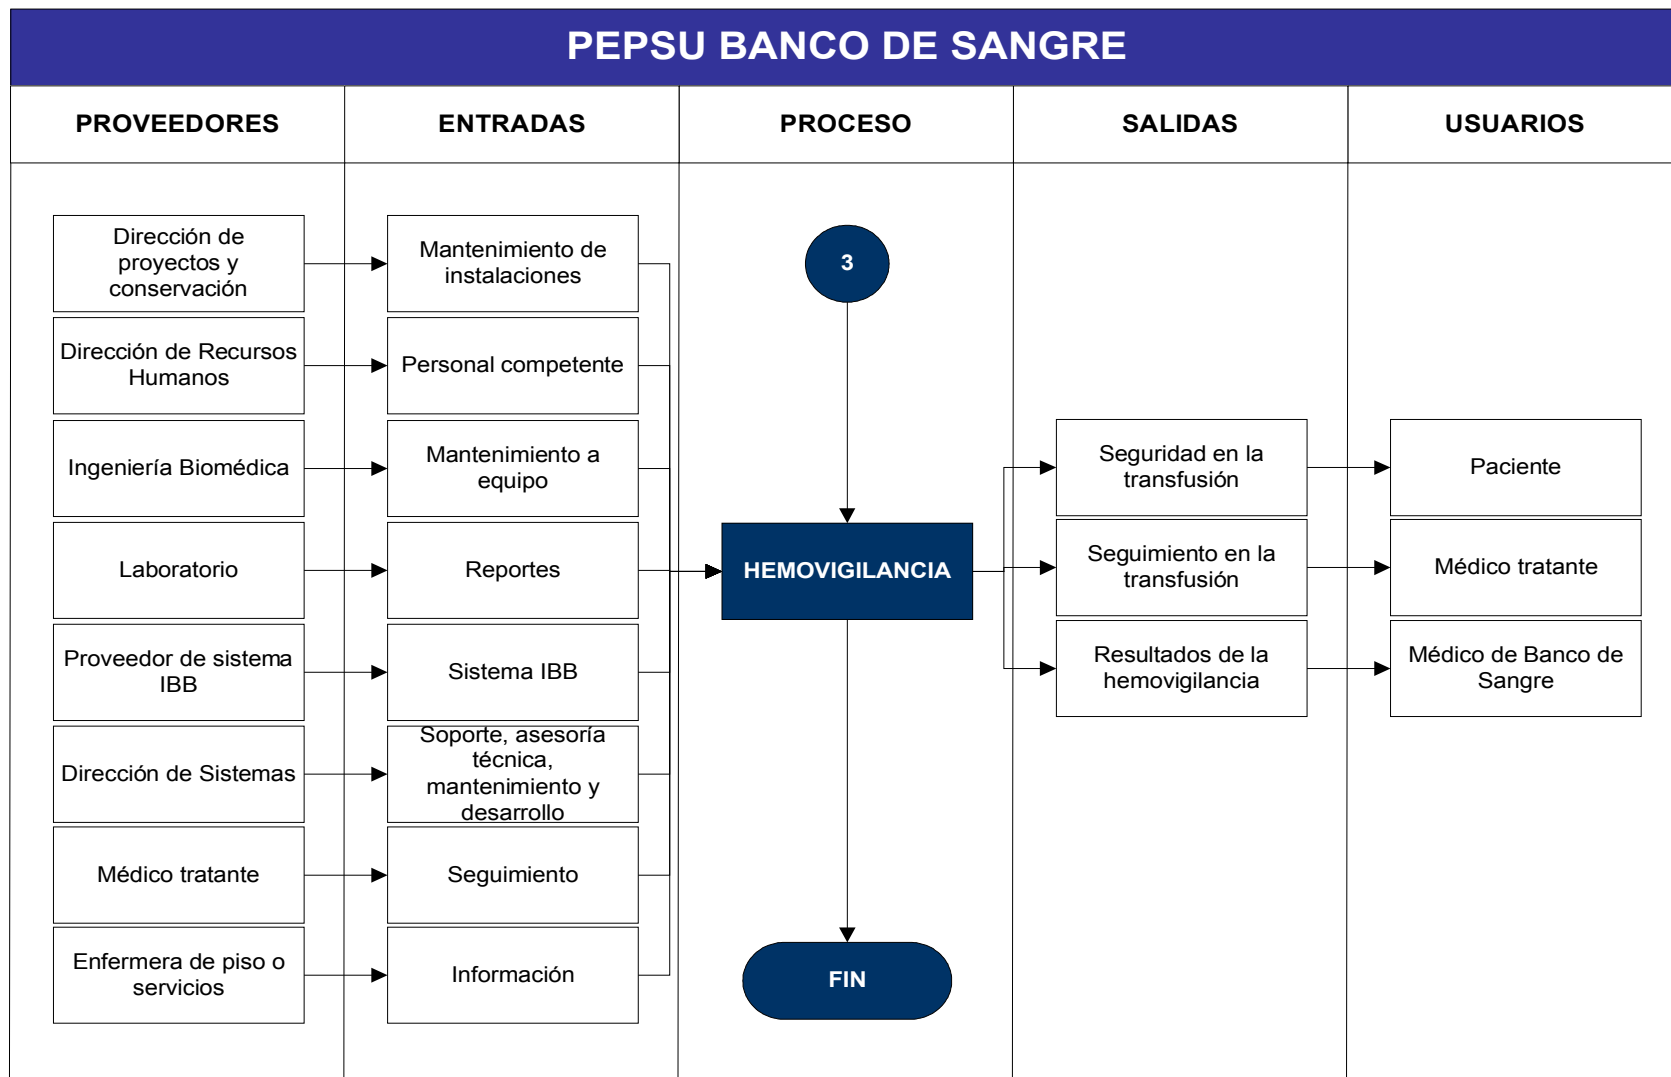 PEPSU BANCO DE SANGRE
PROVEEDORES
ENTRADAS
PROCESO
SALIDAS
USUARIOS
Dirección de
proyectos y
conservación
Mantenimiento de
instalaciones
3
Dirección de Recursos
Humanos
Personal competente
Ingeniería Biomédica
Mantenimiento a
equipo
Seguridad en la
transfusión
Paciente
Laboratorio
Reportes
HEMOVIGILANCIA
Seguimiento en la
transfusión
Médico tratante
Proveedor de sistema
IBB
Sistema IBB
Resultados de la
hemovigilancia
Médico de Banco de
Sangre
Dirección de Sistemas
Soporte, asesoría
técnica,
mantenimiento y
desarrollo
Médico tratante
Seguimiento
Enfermera de piso o
servicios
Información
FIN